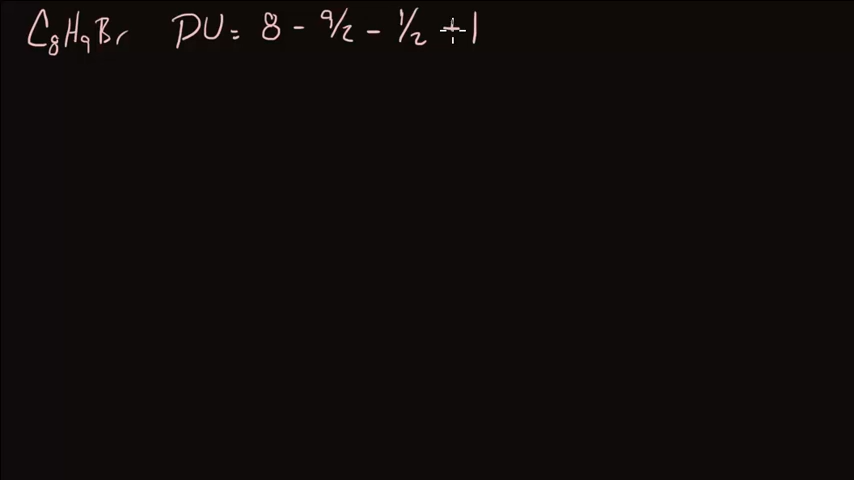 C₈H₉Br DU = 8 - 9/2 - 1/2 + 1